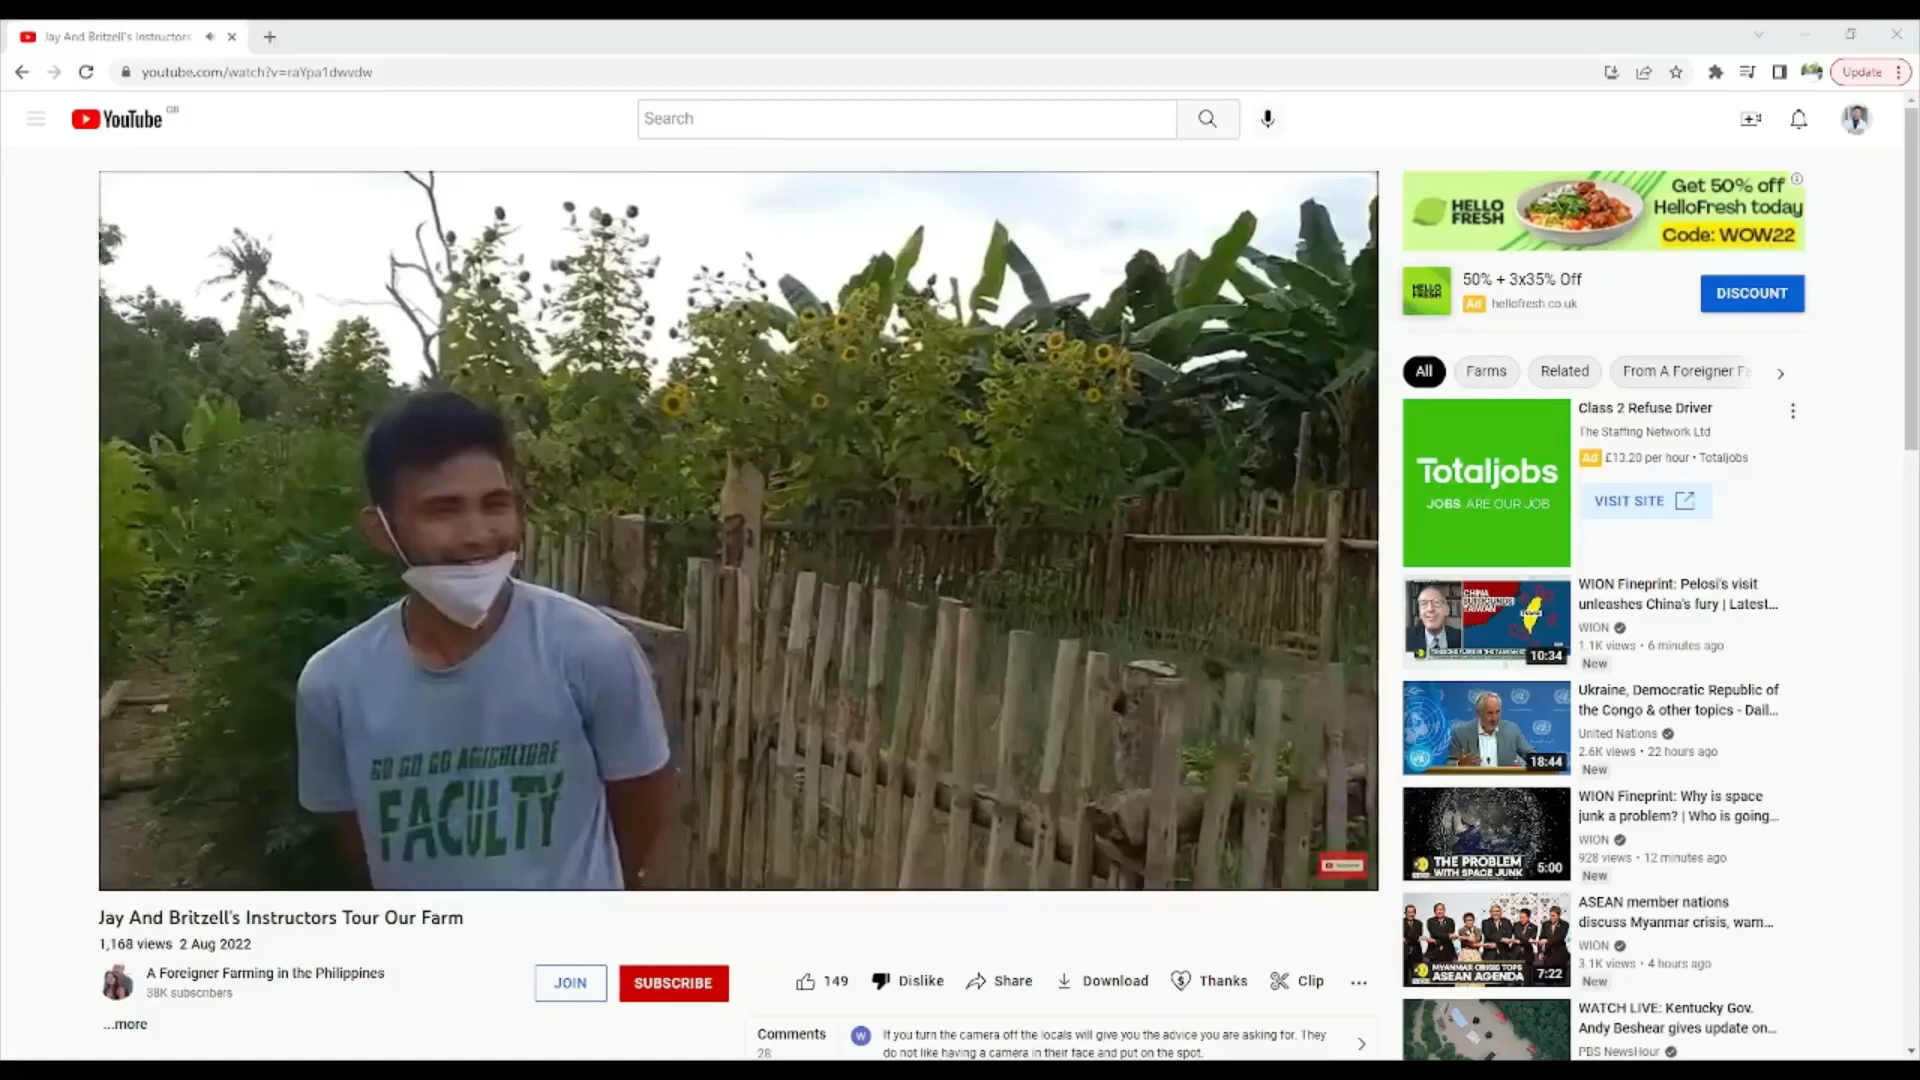 Jay And Britzell's Instructors
youtube.com/watch?v=raYpa1dwvdw
Update
YouTube GB
Search
GO GO GO AGRICULTURE
FACULTY
HELLO
FRESH
Get 50% off
HelloFresh today
Code: WOW22
HELLO
FRESH
50% + 3x35% Off
Ad hellofresh.co.uk
DISCOUNT
All
Farms
Related
From A Foreigner Fa
Totaljobs
JOBS ARE OUR JOB
Class 2 Refuse Driver
The Staffing Network Ltd
Ad £13.20 per hour • Totaljobs
VISIT SITE
CHINA
SURROUNDS
TAIWAN
10:34
WION Fineprint: Pelosi's visit
unleashes China's fury | Latest...
WION
1.1K views • 6 minutes ago
New
18:44
Ukraine, Democratic Republic of
the Congo & other topics - Dail...
United Nations
2.6K views • 22 hours ago
New
THE PROBLEM
WITH SPACE JUNK
5:00
WION Fineprint: Why is space
junk a problem? | Who is going...
WION
928 views • 12 minutes ago
New
MYANMAR CRISIS TOPS
ASEAN AGENDA
7:22
ASEAN member nations
discuss Myanmar crisis, warn...
WION
3.1K views • 4 hours ago
New
WATCH LIVE: Kentucky Gov.
Andy Beshear gives update on...
PBS NewsHour
Jay And Britzell's Instructors Tour Our Farm
1,168 views 2 Aug 2022
A Foreigner Farming in the Philippines
38K subscribers
JOIN
SUBSCRIBE
149
Dislike
Share
Download
Thanks
Clip
...more
Comments
28
W
If you turn the camera off the locals will give you the advice you are asking for. They
do not like having a camera in their face and put on the spot.